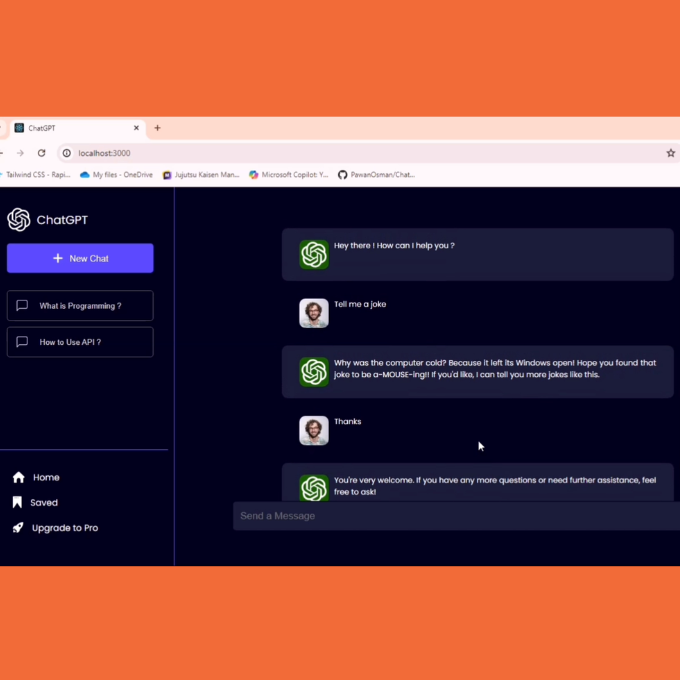 ChatGPT
localhost:3000
Tailwind CSS - Rapi...
My files - OneDrive
Jujutsu Kaisen Man...
Microsoft Copilot: Y...
PawanOsman/Chat...
ChatGPT
New Chat
What is Programming ?
How to Use API ?
Home
Saved
Upgrade to Pro
Hey there ! How can I help you ?
Tell me a joke
Why was the computer cold? Because it left its Windows open! Hope you found that
joke to be a-MOUSE-ing!! If you'd like, I can tell you more jokes like this.
Thanks
You're very welcome. If you have any more questions or need further assistance, feel
free to ask!
Send a Message